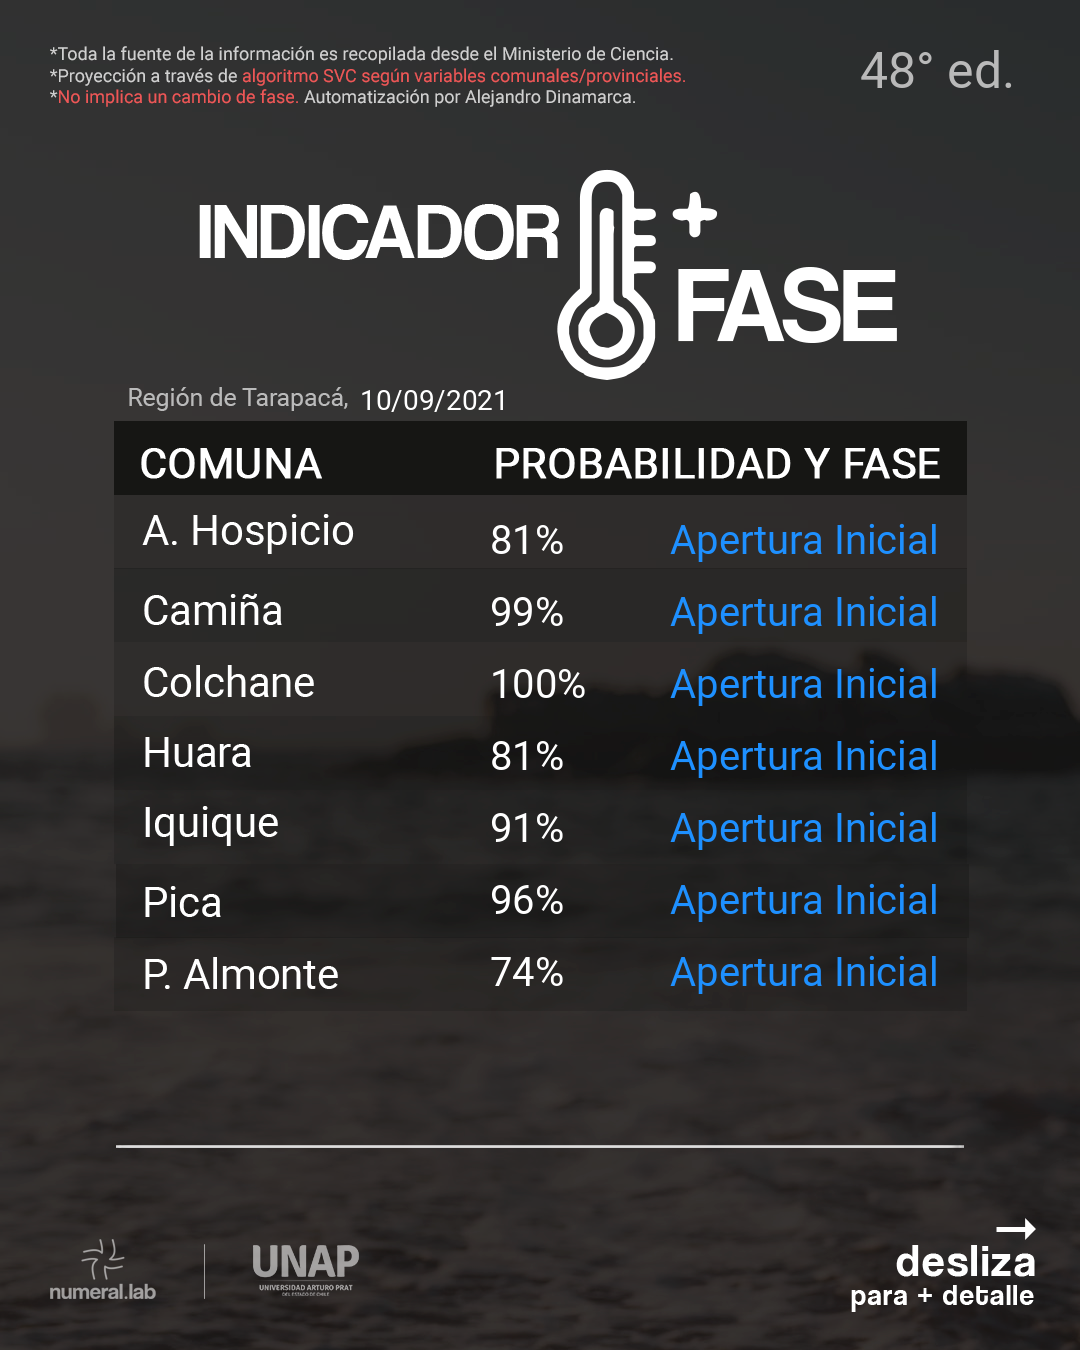 *Toda la fuente de la información es recopilada desde el Ministerio de Ciencia.
*Proyección a través de algoritmo SVC según variables comunales/provinciales.
*No implica un cambio de fase. Automatización por Alejandro Dinamarca.
48° ed.
INDICADOR
+
FASE
Región de Tarapacá, 10/09/2021
COMUNA PROBABILIDAD Y FASE
A. Hospicio 81% Apertura Inicial
Camiña 99% Apertura Inicial
Colchane 100% Apertura Inicial
Huara 81% Apertura Inicial
Iquique 91% Apertura Inicial
Pica 96% Apertura Inicial
P. Almonte 74% Apertura Inicial
numeral.lab
UNAP
UNIVERSIDAD ARTURO PRAT
DEL ESTADO DE CHILE
desliza
para + detalle